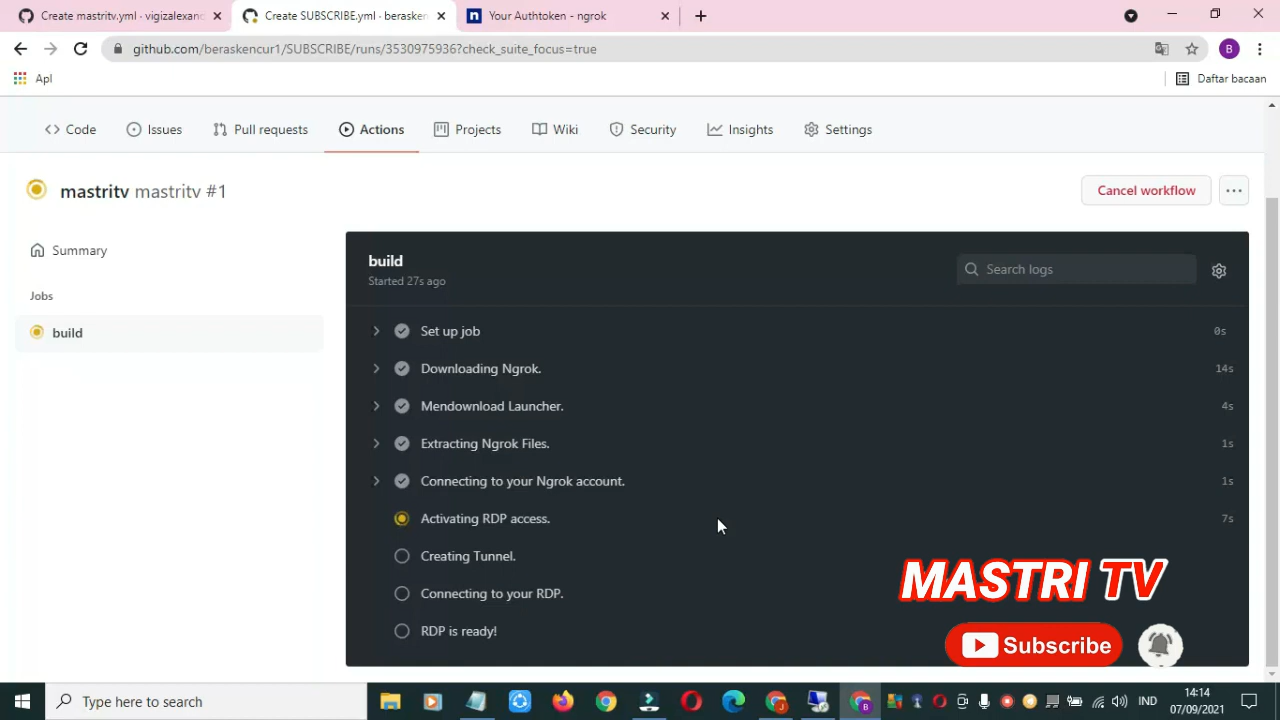 Create mastritv.yml - vigizalexand
Create SUBSCRIBE.yml - berasken
Your Authtoken - ngrok
github.com/beraskencur1/SUBSCRIBE/runs/3530975936?check_suite_focus=true
B
Apl
Daftar bacaan
Code
Issues
Pull requests
Actions
Projects
Wiki
Security
Insights
Settings
mastritv mastritv #1
Cancel workflow
Summary
Jobs
build
build
Started 27s ago
Search logs
Set up job 0s
Downloading Ngrok. 14s
Mendownload Launcher. 4s
Extracting Ngrok Files. 1s
Connecting to your Ngrok account. 1s
Activating RDP access. 7s
Creating Tunnel.
Connecting to your RDP.
RDP is ready!
MASTRI TV
Subscribe
Type here to search
IND
14:14
07/09/2021